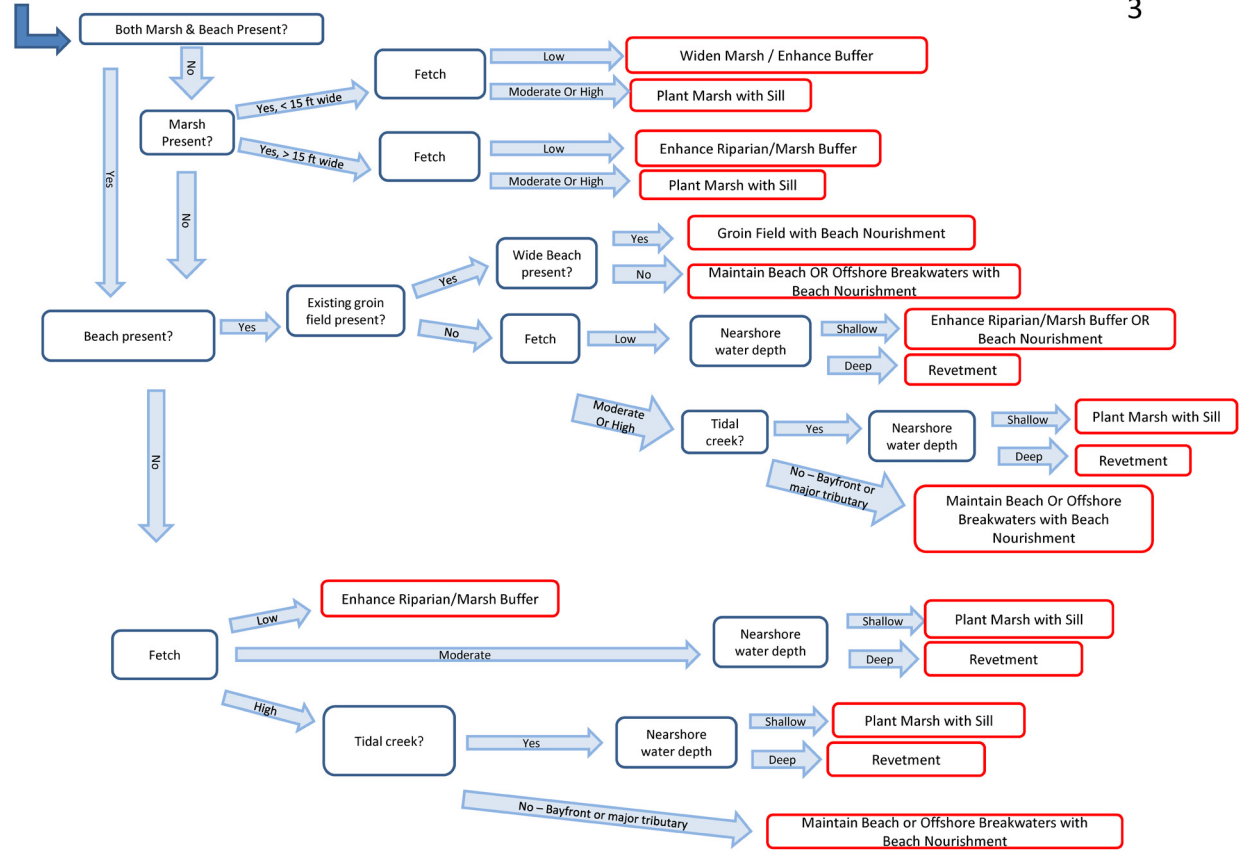 3
Both Marsh & Beach Present?
No
Yes
Marsh
Present?
Yes, < 15 ft wide
Fetch
Low
Widen Marsh / Enhance Buffer
Moderate Or High
Plant Marsh with Sill
Yes, > 15 ft wide
Fetch
Low
Enhance Riparian/Marsh Buffer
Moderate Or High
Plant Marsh with Sill
No
Beach present?
Yes
Existing groin
field present?
Yes
Wide Beach
present?
Yes
Groin Field with Beach Nourishment
No
Maintain Beach OR Offshore Breakwaters with
Beach Nourishment
No
Fetch
Low
Nearshore
water depth
Shallow
Enhance Riparian/Marsh Buffer OR
Beach Nourishment
Deep
Revetment
Moderate
Or High
Tidal
creek?
Yes
Nearshore
water depth
Shallow
Plant Marsh with Sill
Deep
Revetment
No – Bayfront or
major tributary
Maintain Beach Or Offshore
Breakwaters with Beach
Nourishment
No
Fetch
Low
Enhance Riparian/Marsh Buffer
Moderate
Nearshore
water depth
Shallow
Plant Marsh with Sill
Deep
Revetment
High
Tidal creek?
Yes
Nearshore
water depth
Shallow
Plant Marsh with Sill
Deep
Revetment
No – Bayfront or major tributary
Maintain Beach or Offshore Breakwaters with
Beach Nourishment